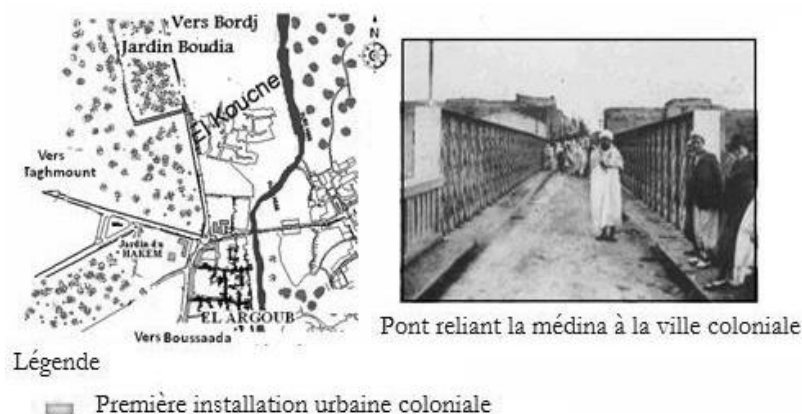 Vers Bordj
Jardin Boudia
N
El Kouche
Vers
Taghmount
Jardin du
HAKEM
EL ARGOUB
Vers Boussaada
Pont reliant la médina à la ville coloniale
Légende
Première installation urbaine coloniale